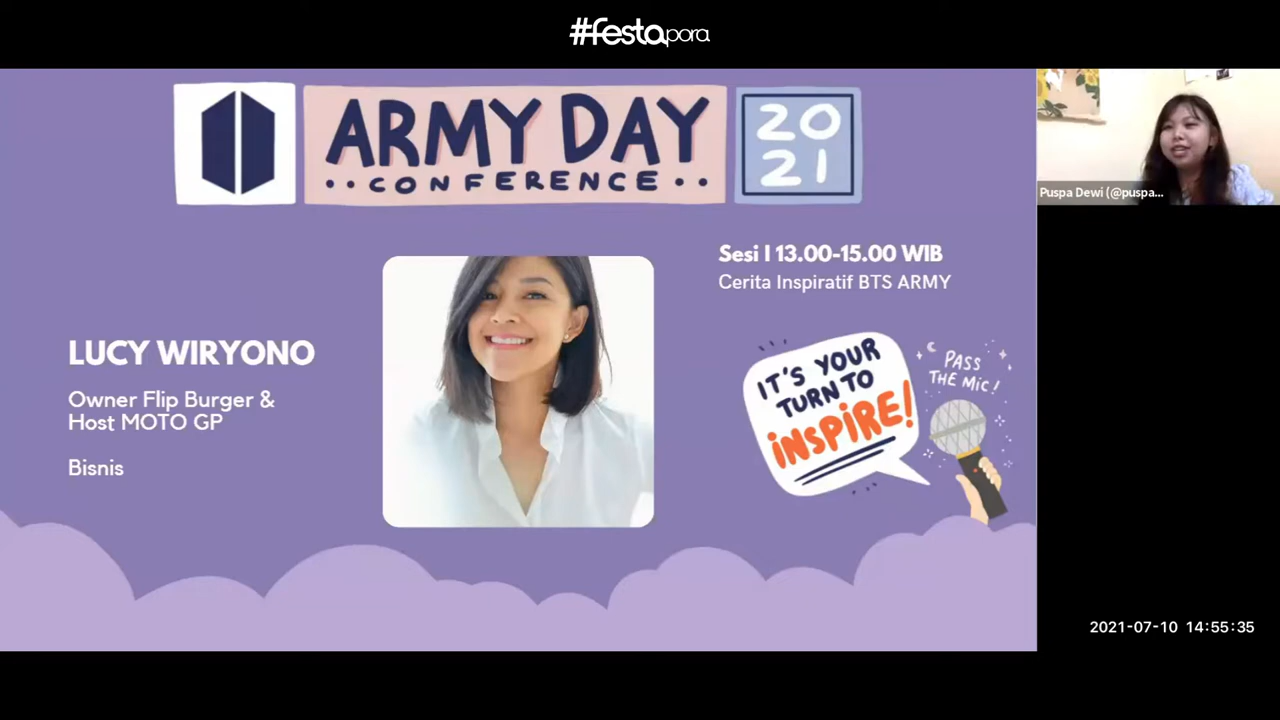 #festapora
ARMY DAY
CONFERENCE
20
21
Sesi I 13.00-15.00 WIB
Cerita Inspiratif BTS ARMY
LUCY WIRYONO
Owner Flip Burger &
Host MOTO GP
Bisnis
IT'S YOUR
TURN TO
INSPIRE!
PASS
THE MIC!
Puspa Dewi (@puspa...
2021-07-10 14:55:35